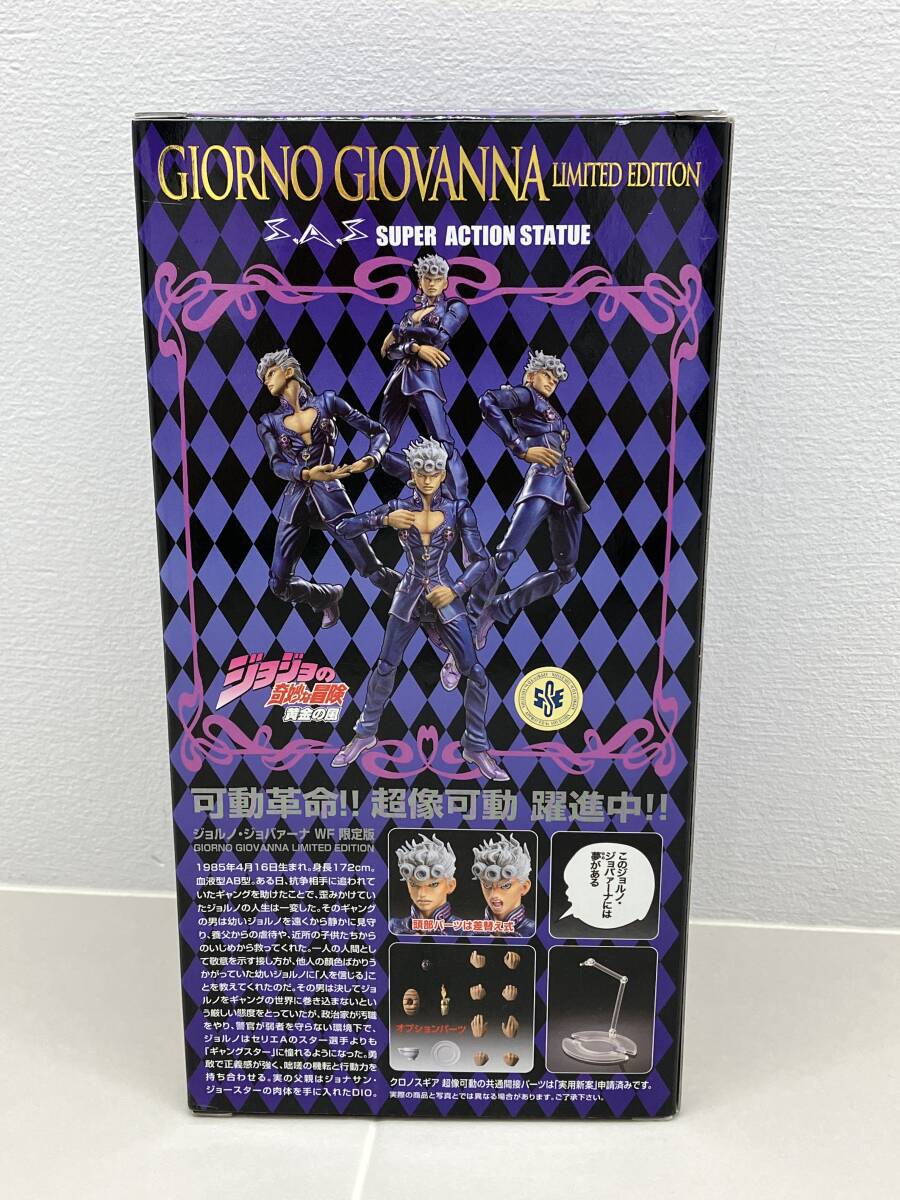 GIORNO GIOVANNA LIMITED EDITION
S.A.S SUPER ACTION STATUE
ジョジョの
奇妙な冒険
黄金の風
可動革命!! 超像可動 躍進中!!
ジョルノ・ジョバァーナ WF 限定版
GIORNO GIOVANNA LIMITED EDITION
1985年4月16日生まれ。身長172cm。
血液型AB型。ある日、抗争相手に追われて
いたギャングを助けたことで、歪みかけてい
たジョルノの人生は一変した。そのギャング
の男は幼いジョルノを遠くから静かに見守
り、養父からの虐待や、近所の子供たちから
のいじめから救ってくれた。一人の人間とし
て敬意を示す接し方が、他人の顔色ばかりう
かがっていた幼いジョルノに「人を信じる」こ
とを教えてくれたのだ。その男は決してジョ
ルノをギャングの世界に巻き込まないとい
う厳しい態度をとっていたが、政治家が汚職
をやり、警官が弱者を守らない環境下で、
ジョルノはセリエAのスター選手よりも
「ギャングスター」に憧れるようになった。勇
敢で正義感が強く、咄嗟の機転と行動力を
持ち合わせる。実の父親はジョナサン・
ジョースターの肉体を手に入れたDIO。
頭部パーツは差替え式
このジョルノ・
ジョバァーナには
夢がある
オプションパーツ
クロノスギア 超像可動の共通間接パーツは「実用新案」申請済みです。
実際の商品と写真とでは異なる場合があります。ご了承下さい。